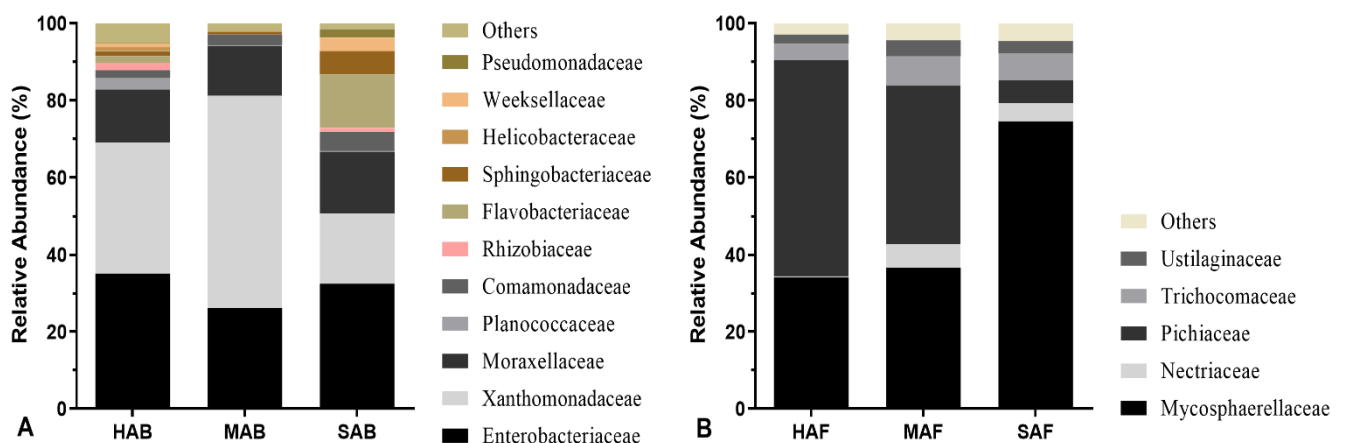 Relative Abundance (%)
100
80
60
40
20
0
HAB
MAB
SAB
A
Others
Pseudomonadaceae
Weeksellaceae
Helicobacteraceae
Sphingobacteriaceae
Flavobacteriaceae
Rhizobiaceae
Comamonadaceae
Planococcaceae
Moraxellaceae
Xanthomonadaceae
Enterobacteriaceae
Relative Abundance (%)
100
80
60
40
20
0
HAF
MAF
SAF
B
Others
Ustilaginaceae
Trichocomaceae
Pichiaceae
Nectriaceae
Mycosphaerellaceae